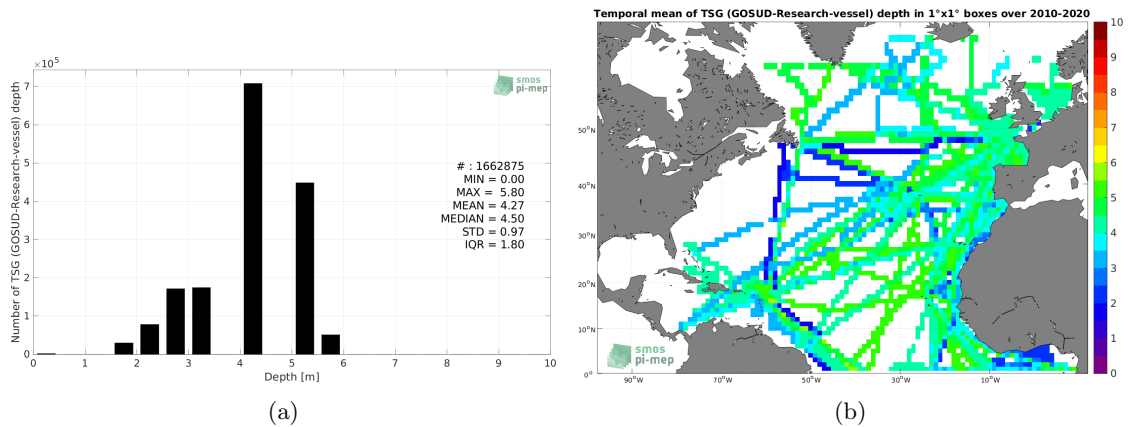 ×10⁵
7
6
5
4
3
2
1
0
Number of TSG (GOSUD-Research-vessel) depth
smos
pi-mep
# : 1662875
MIN = 0.00
MAX = 5.80
MEAN = 4.27
MEDIAN = 4.50
STD = 0.97
IQR = 1.80
0 1 2 3 4 5 6 7 8 9 10
Depth [m]
(a)
Temporal mean of TSG (GOSUD-Research-vessel) depth in 1°x1° boxes over 2010-2020
50°N
40°N
30°N
20°N
10°N
0°
90°W 70°W 50°W 30°W 10°W
smos
pi-mep
10
9
8
7
6
5
4
3
2
1
0
(b)